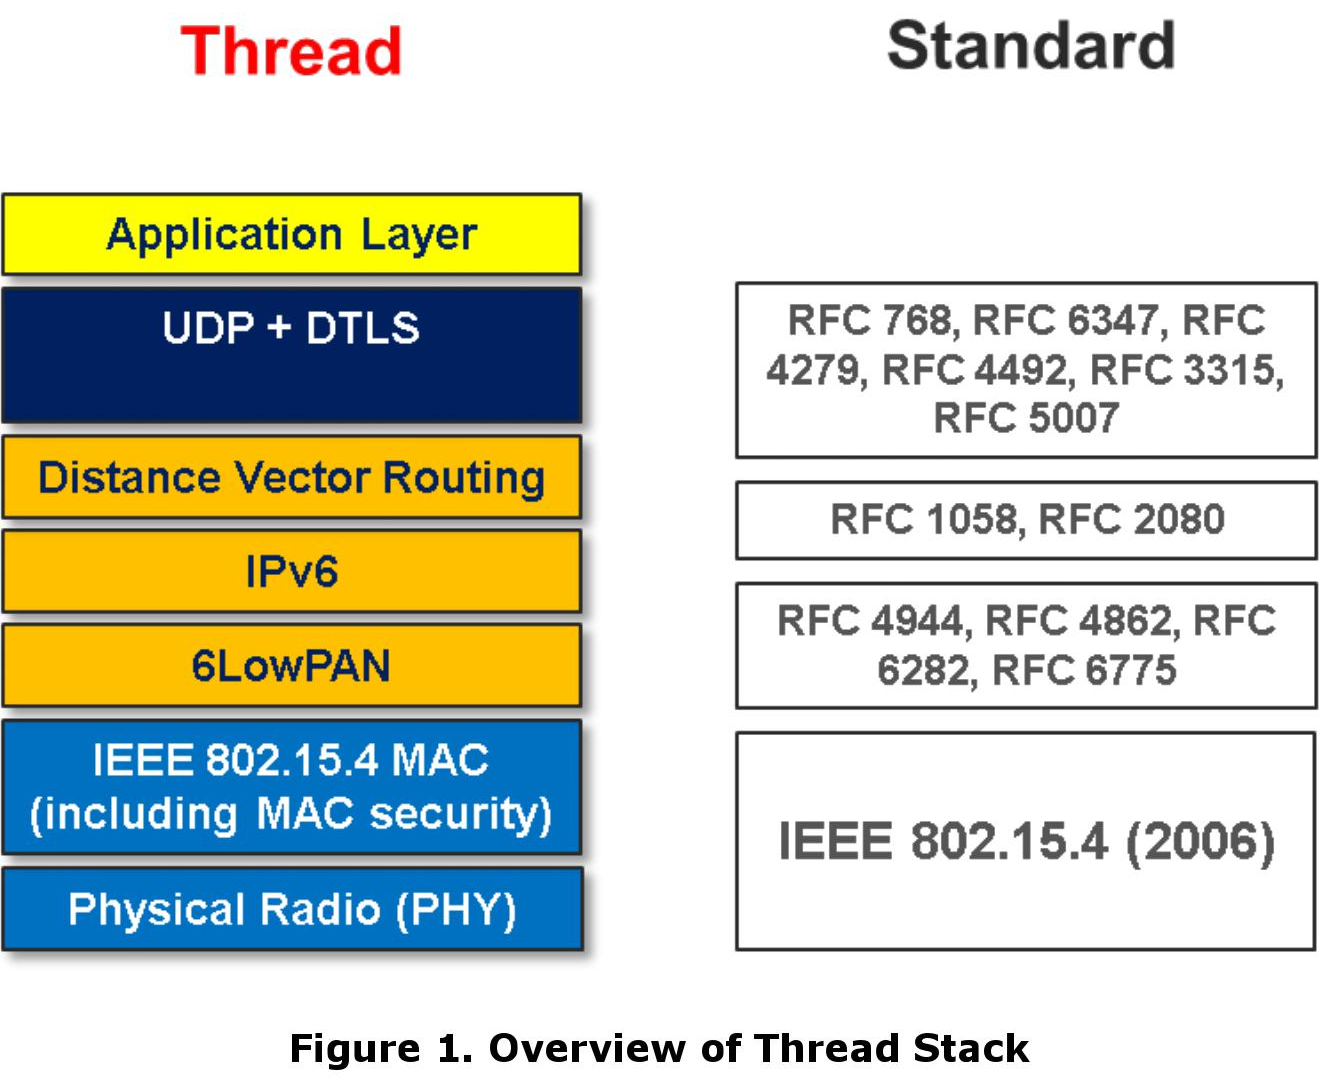 Thread
Standard
Application Layer
UDP + DTLS
RFC 768, RFC 6347, RFC
4279, RFC 4492, RFC 3315,
RFC 5007
Distance Vector Routing
RFC 1058, RFC 2080
IPv6
6LowPAN
RFC 4944, RFC 4862, RFC
6282, RFC 6775
IEEE 802.15.4 MAC
(including MAC security)
Physical Radio (PHY)
IEEE 802.15.4 (2006)
Figure 1. Overview of Thread Stack